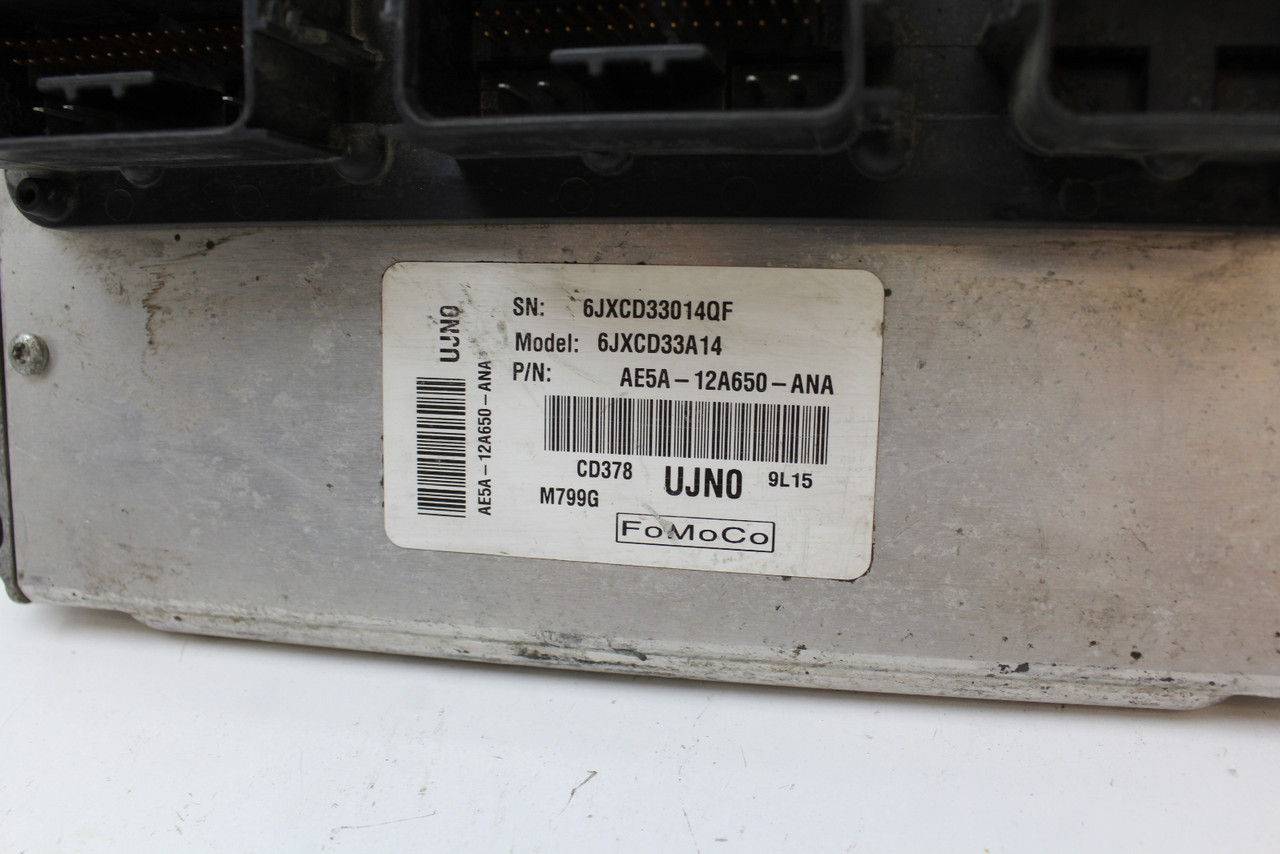 UJN0
AE5A-12A650-ANA
SN: 6JXCD33014QF
Model: 6JXCD33A14
P/N: AE5A-12A650-ANA
CD378 UJN0 9L15
M799G
FoMoCo